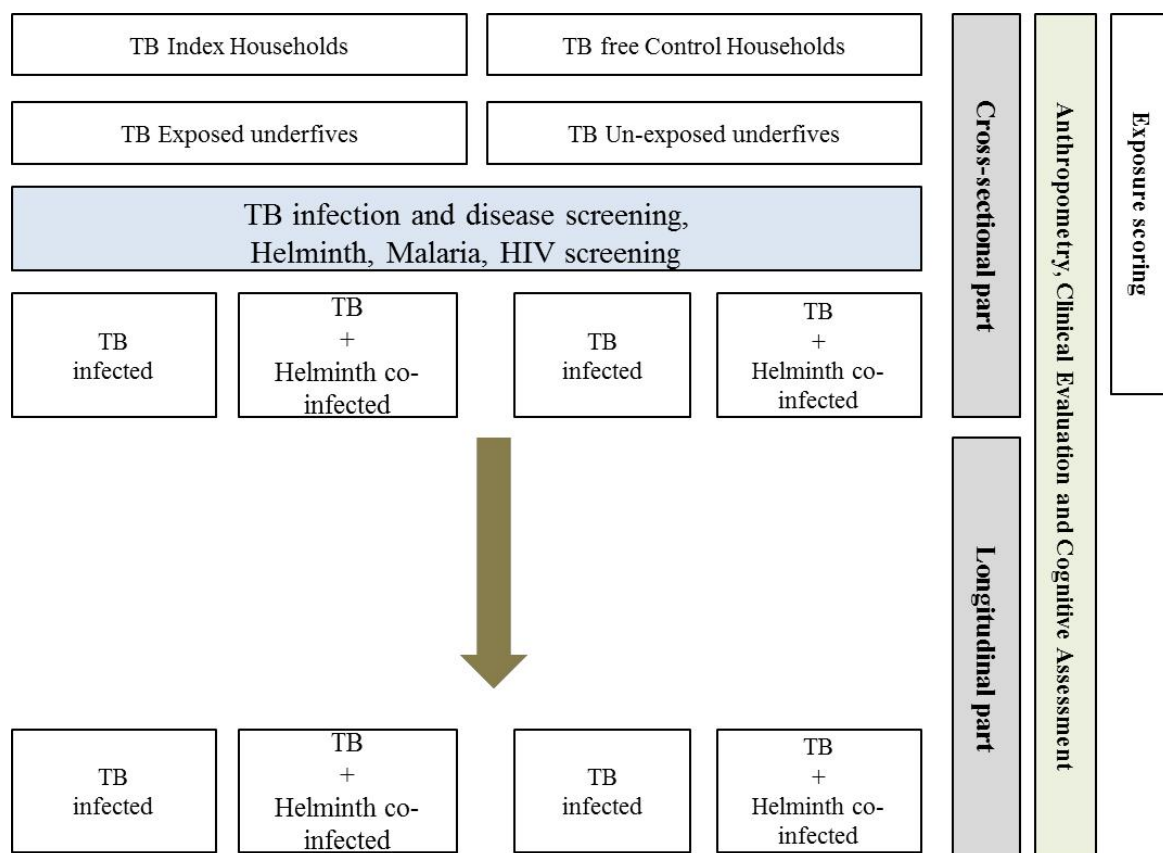 TB Index Households
TB free Control Households
TB Exposed underfives
TB Un-exposed underfives
TB infection and disease screening,
Helminth, Malaria, HIV screening
TB
infected
TB
+
Helminth co-
infected
TB
infected
TB
+
Helminth co-
infected
TB
infected
TB
+
Helminth co-
infected
TB
infected
TB
+
Helminth co-
infected
Cross-sectional part
Longitudinal part
Anthropometry, Clinical Evaluation and Cognitive Assessment
Exposure scoring